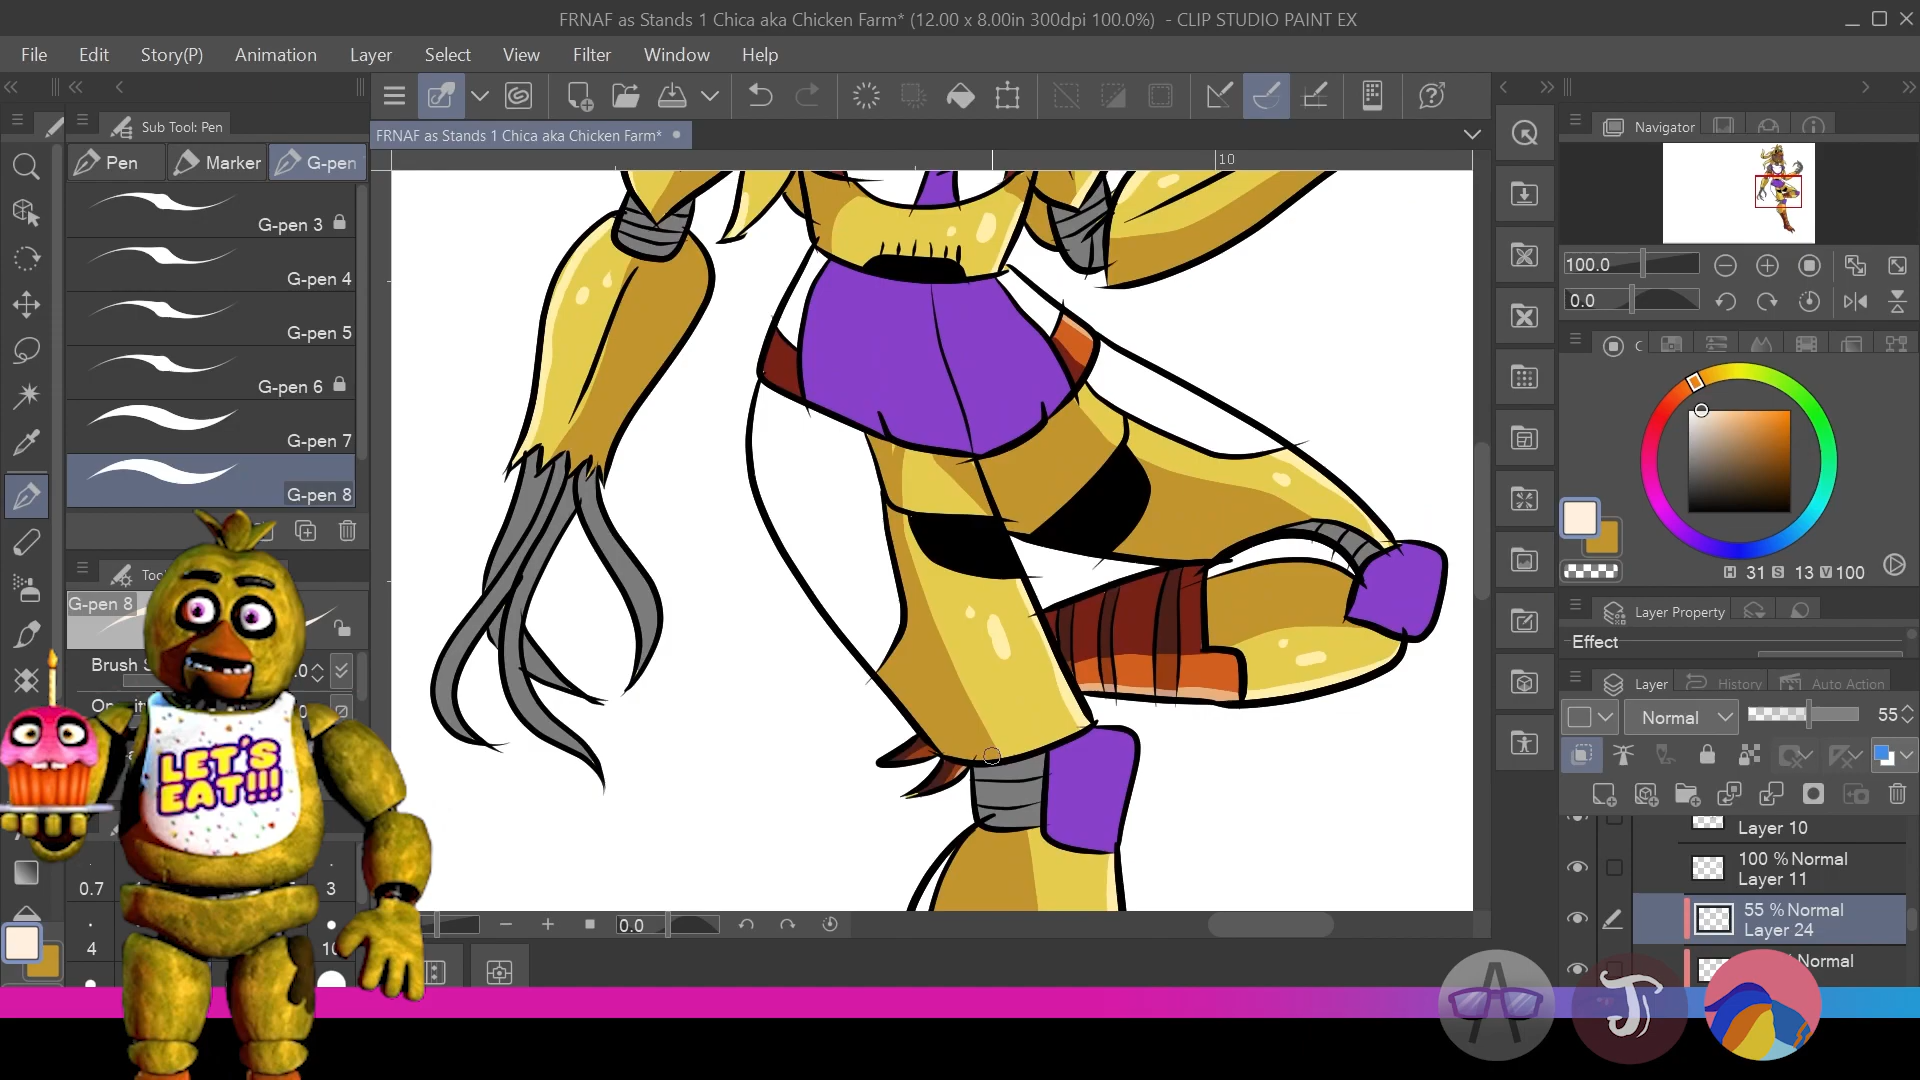 FRNAF as Stands 1 Chica aka Chicken Farm* (12.00 x 8.00in 300dpi 100.0%) - CLIP STUDIO PAINT EX
File Edit Story(P) Animation Layer Select View Filter Window Help
Sub Tool: Pen
FRNAF as Stands 1 Chica aka Chicken Farm*
Navigator
Pen Marker G-pen
10
G-pen 3
G-pen 4
G-pen 5
G-pen 6
G-pen 7
G-pen 8
100.0
0.0
C
H 31 S 13 V 100
G-pen 8
Layer Property
Effect
Layer History Auto Action
Normal 55
Layer 10
100 % Normal
Layer 11
55 % Normal
Layer 24
Normal
LET'S
EAT!!!
0.7 3
4
0.0